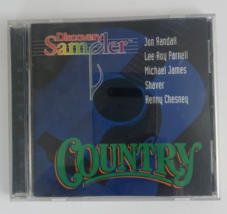 Discovery
Sampler
Jon Randall
Lee Roy Parnell
Michael James
Shaver
Kenny Chesney
COUNTRY